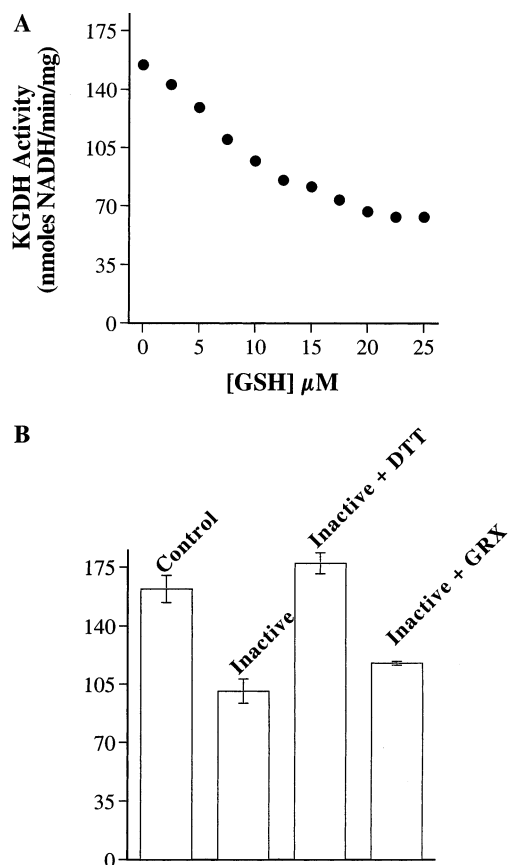 A
KGDH Activity
(nmoles NADH/min/mg)
175
140
105
70
35
0
0 5 10 15 20 25
[GSH] μM
B
Control
Inactive
Inactive + DTT
Inactive + GRX
175
140
105
70
35
0